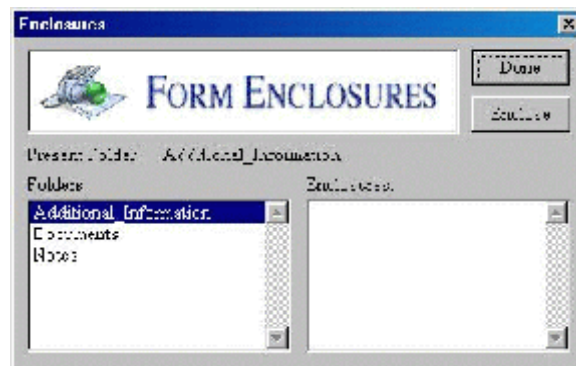 Enclosures
FORM ENCLOSURES
Done
Enclose
Present Folder Additional_Information
Folders
Enclosures:
Additional_Information
Documents
Notes